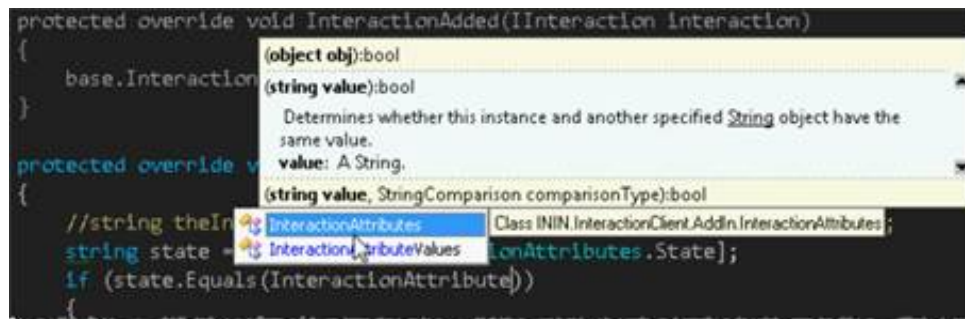 protected override void InteractionAdded(IInteraction interaction)
{
(object obj):bool
base.Interaction
(string value):bool
Determines whether this instance and another specified String object have the
same value.
value: A String.
}
protected override v
(string value, StringComparison comparisonType):bool
{
//string theIn
InteractionAttributes
Class ININ.InteractionClient.AddIn.InteractionAttributes
;
string state =
InteractionAttributeValues
ionAttributes.State];
if (state.Equals(InteractionAttribute))
{